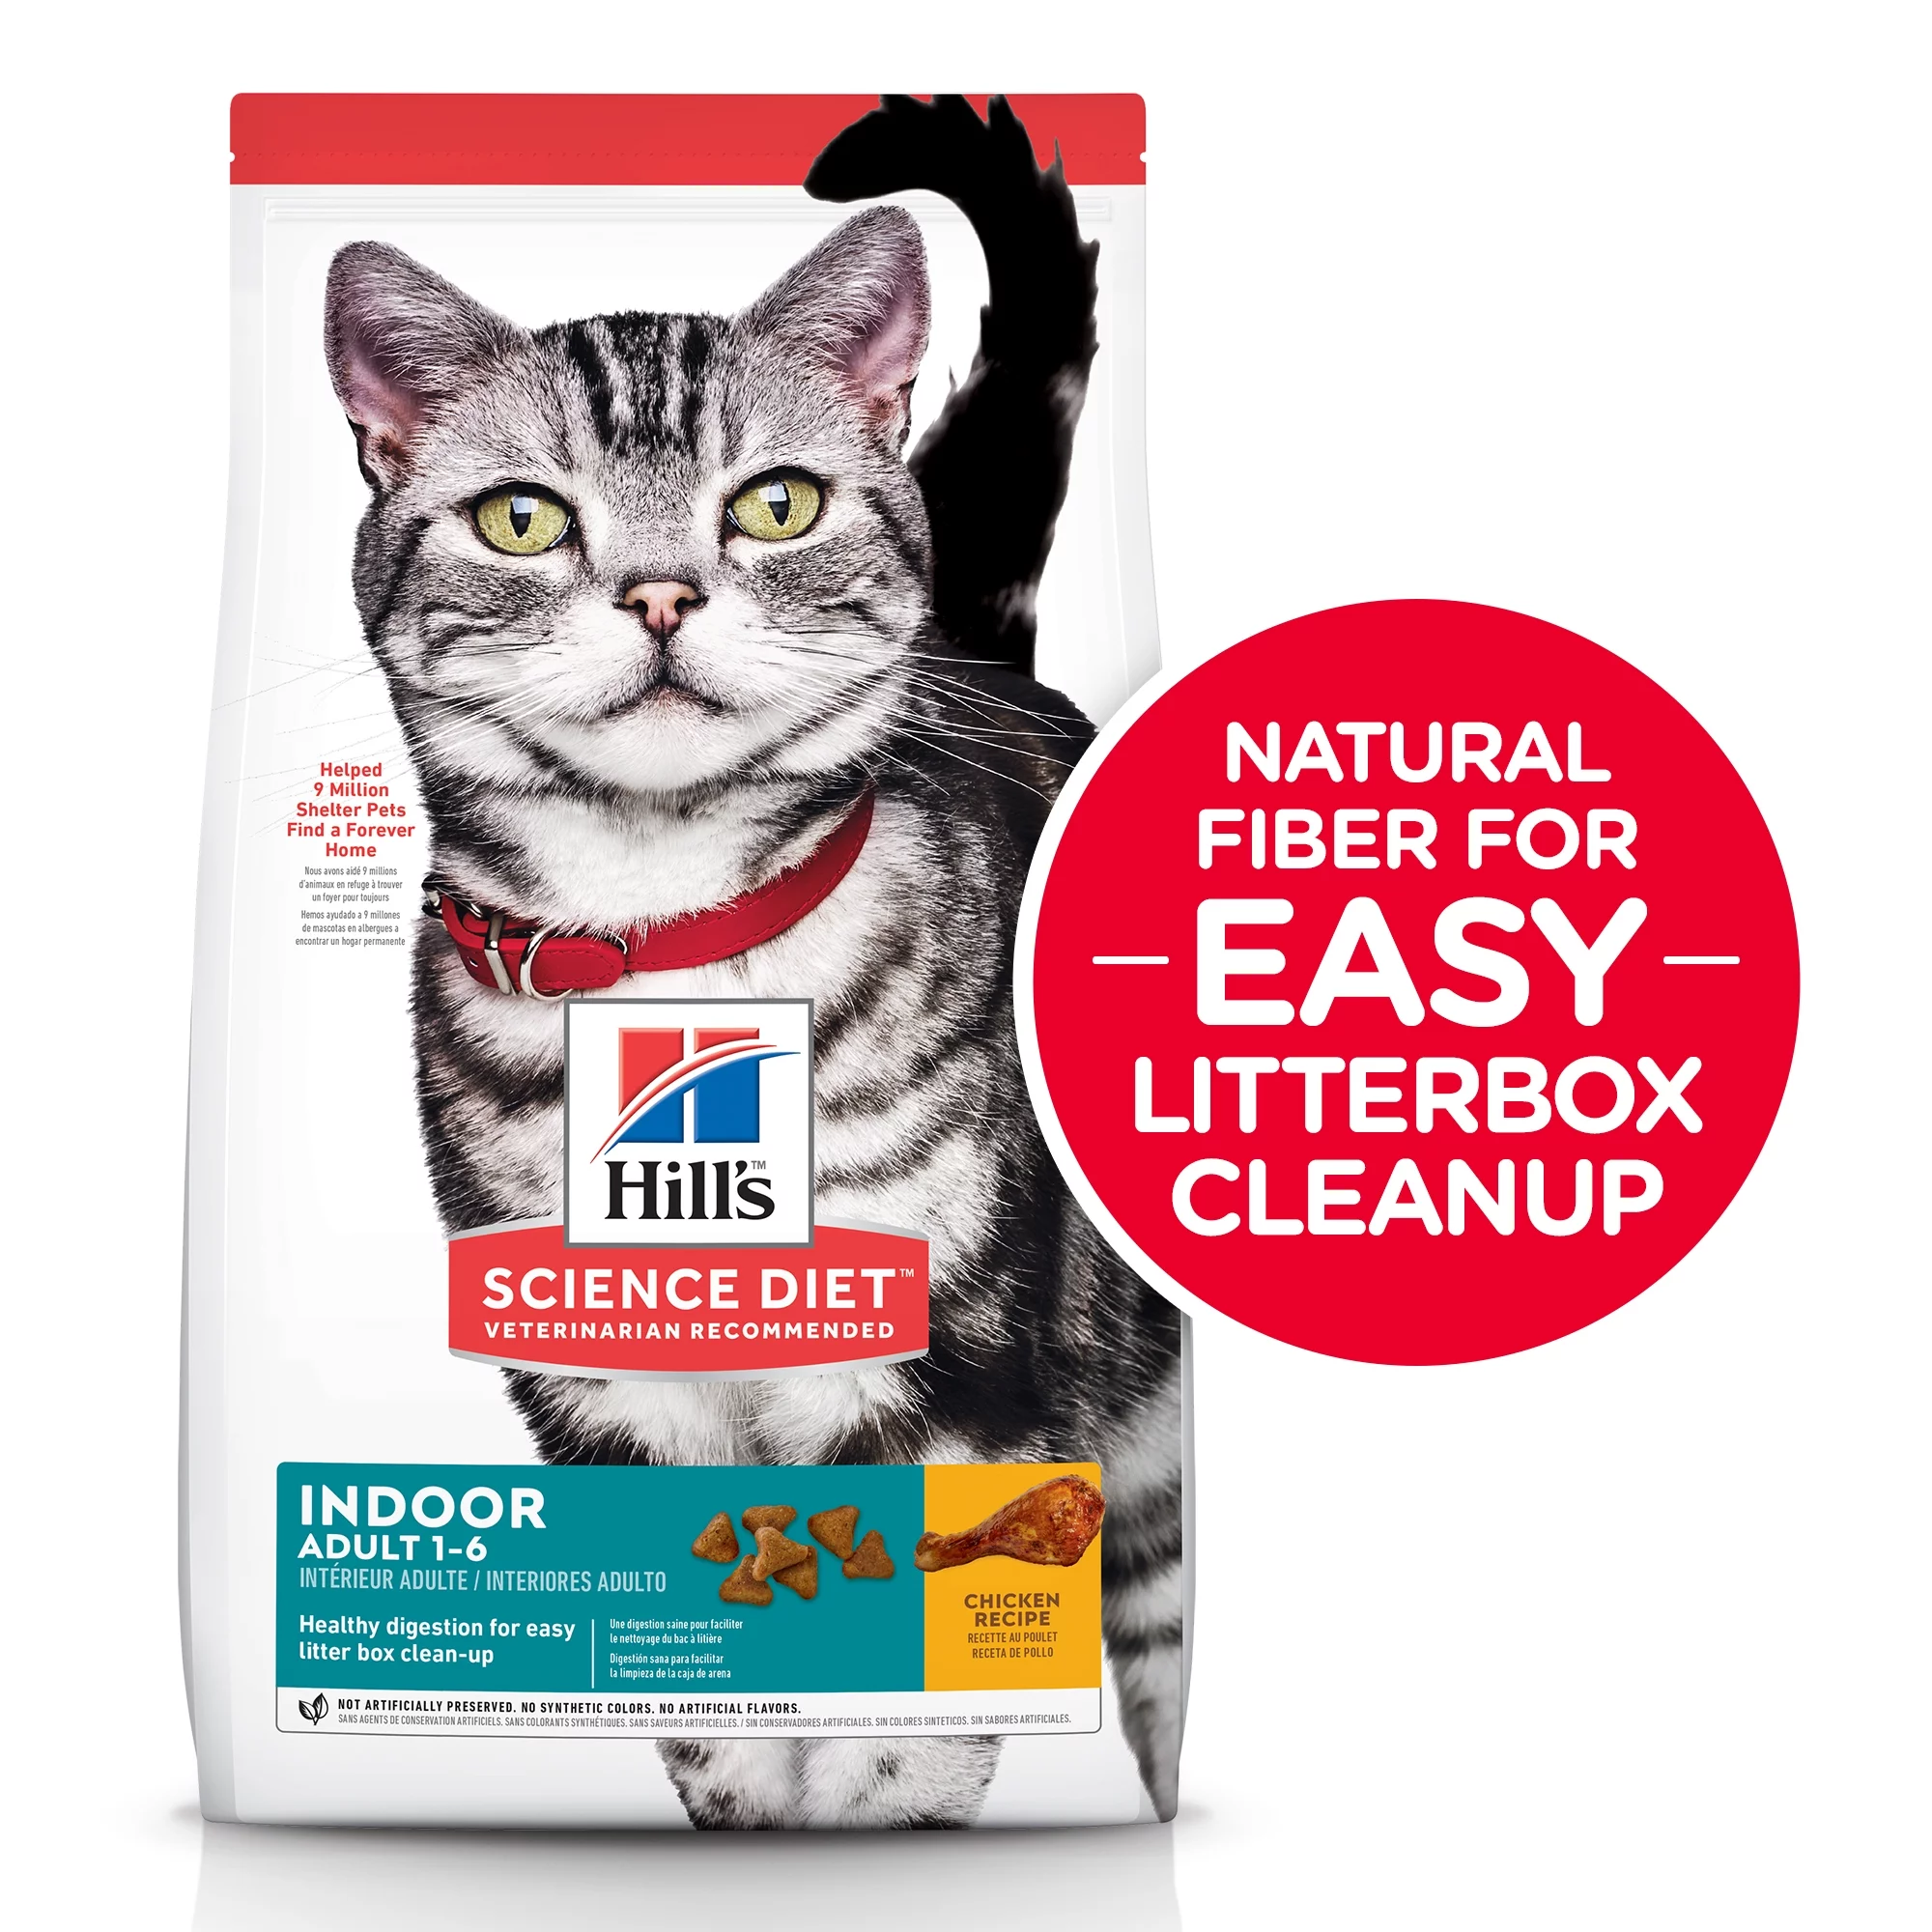 Helped
9 Million
Shelter Pets
Find a Forever
Home
Nous avons aidé 9 millions
d'animaux en refuge à trouver
un foyer pour toujours
Hemos ayudado a 9 millones
de mascotas en albergues a
encontrar un hogar permanente
Hill's™
SCIENCE DIET™
VETERINARIAN RECOMMENDED
INDOOR
ADULT 1-6
INTÉRIEUR ADULTE / INTERIORES ADULTO
Healthy digestion for easy
litter box clean-up
Une digestion saine pour faciliter
le nettoyage du bac à litière
Digestión sana para facilitar
la limpieza de la caja de arena
CHICKEN
RECIPE
RECETTE AU POULET
RECETA DE POLLO
NOT ARTIFICIALLY PRESERVED. NO SYNTHETIC COLORS. NO ARTIFICIAL FLAVORS.
SANS AGENTS DE CONSERVATION ARTIFICIELS. SANS COLORANTS SYNTHÉTIQUES. SANS SAVEURS ARTIFICIELLES. / SIN CONSERVADORES ARTIFICIALES. SIN COLORES SINTETICOS. SIN SABORES ARTIFICIALES.
NATURAL
FIBER FOR
EASY
LITTERBOX
CLEANUP